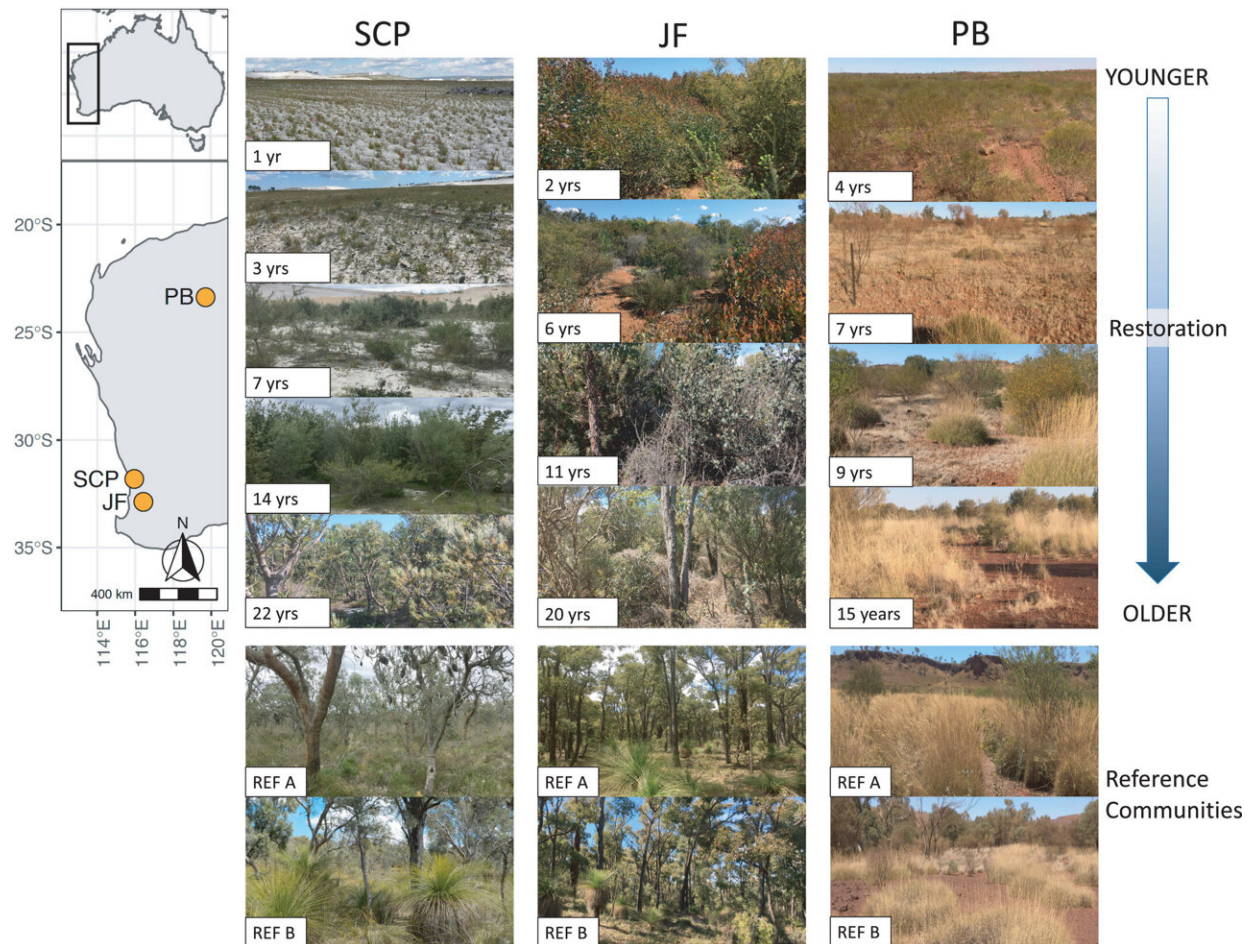 SCP
JF
PB
YOUNGER
1 yr
2 yrs
4 yrs
3 yrs
6 yrs
7 yrs
Restoration
7 yrs
11 yrs
9 yrs
14 yrs
22 yrs
20 yrs
15 years
OLDER
20°S
25°S
30°S
35°S
PB
SCP
JF
N
400 km
114°E
116°E
118°E
120°E
REF A
REF A
REF A
Reference
Communities
REF B
REF B
REF B